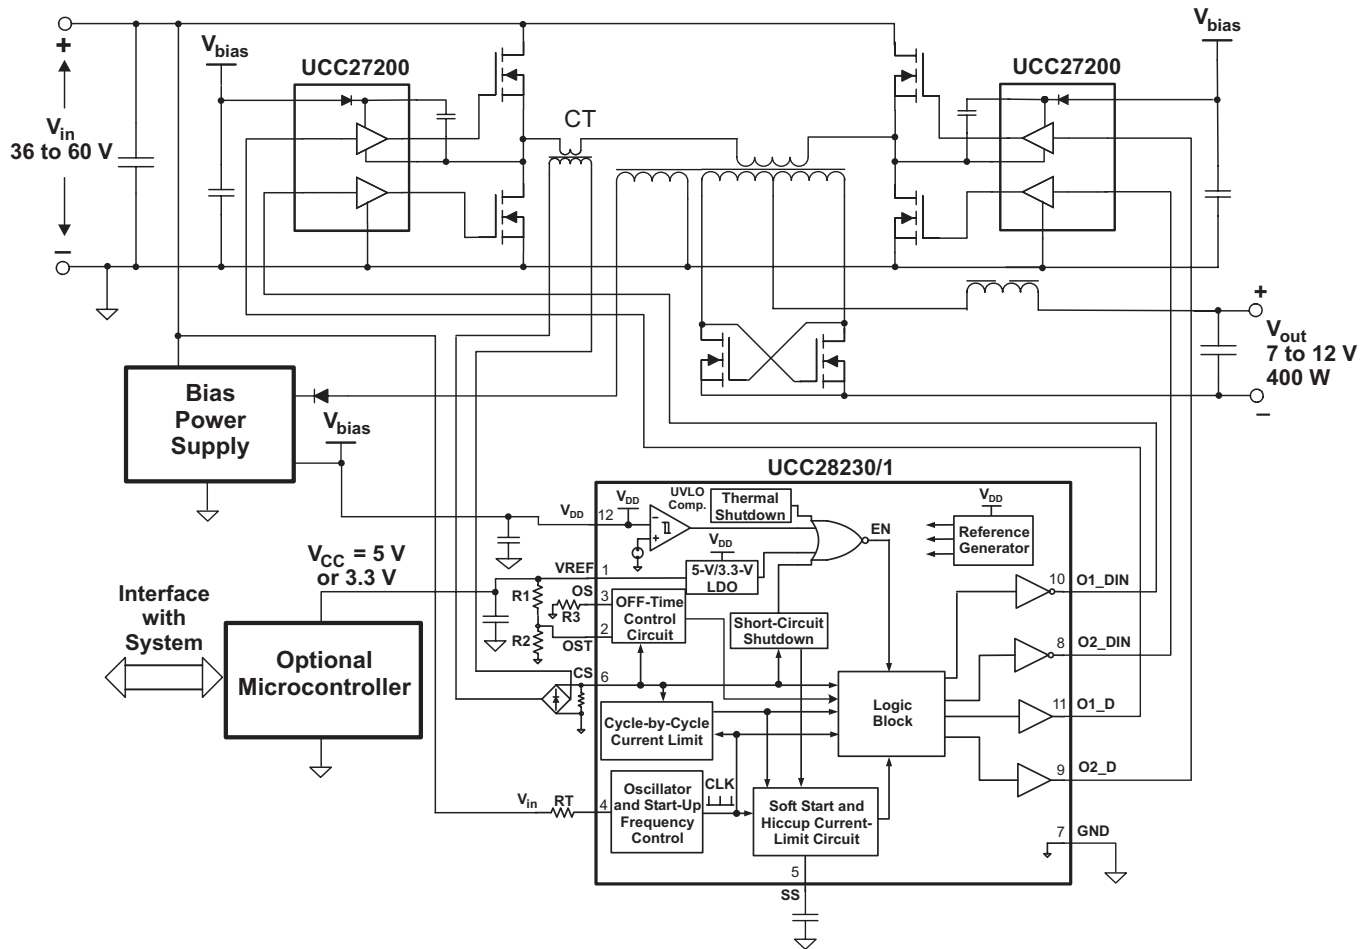 +
V_in
36 to 60 V
–
V_bias
UCC27200
CT
UCC27200
V_bias
+
V_out
7 to 12 V
400 W
–
Bias
Power
Supply
V_bias
V_CC = 5 V
or 3.3 V
Interface
with
System
Optional
Microcontroller
UCC28230/1
V_DD
12
V_DD
UVLO
Comp.
–
+
Thermal
Shutdown
V_DD
5-V/3.3-V
LDO
EN
V_DD
Reference
Generator
VREF
1
R1
R2
OS
3
R3
OST
2
OFF-Time
Control
Circuit
Short-Circuit
Shutdown
CS
6
Cycle-by-Cycle
Current Limit
Logic
Block
V_in
RT
4
Oscillator
and Start-Up
Frequency
Control
CLK
Soft Start and
Hiccup Current-
Limit Circuit
5
SS
10
O1_DIN
8
O2_DIN
11
O1_D
9
O2_D
7
GND